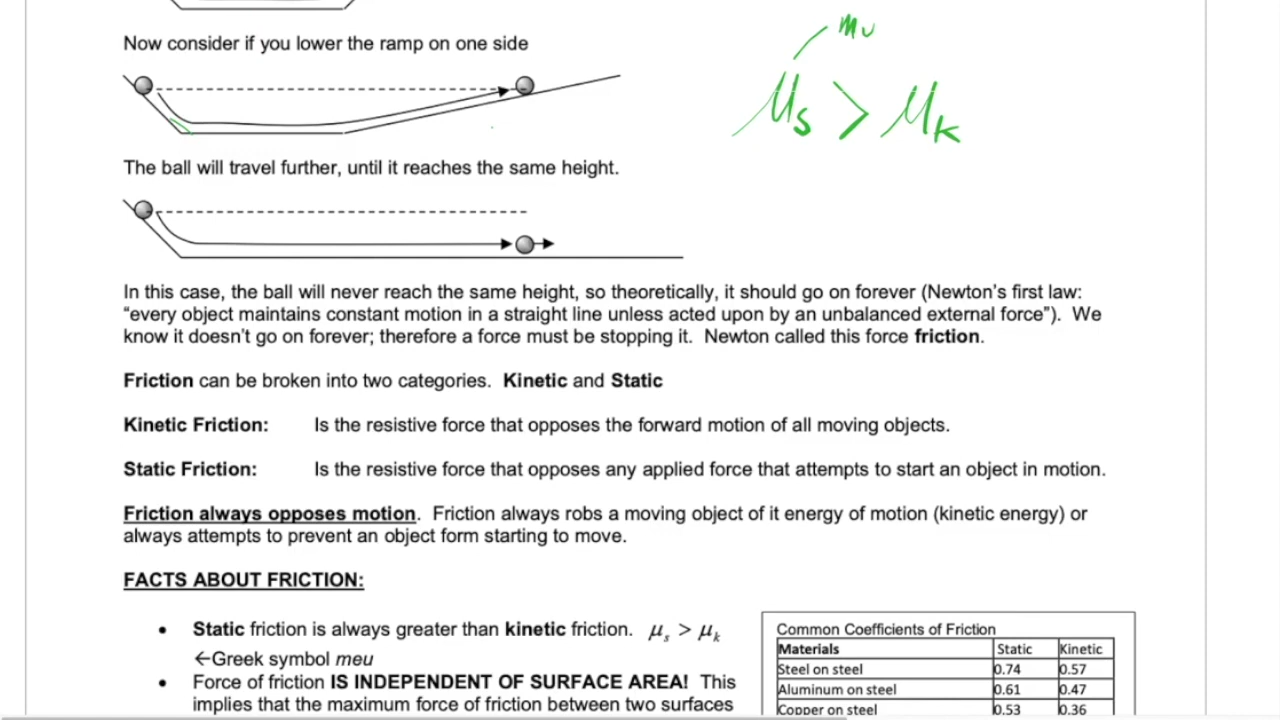 mu
μs > μk
Now consider if you lower the ramp on one side
The ball will travel further, until it reaches the same height.
In this case, the ball will never reach the same height, so theoretically, it should go on forever (Newton's first law:
“every object maintains constant motion in a straight line unless acted upon by an unbalanced external force”).  We
know it doesn't go on forever; therefore a force must be stopping it.  Newton called this force friction.
Friction can be broken into two categories.  Kinetic and Static
Kinetic Friction: Is the resistive force that opposes the forward motion of all moving objects.
Static Friction: Is the resistive force that opposes any applied force that attempts to start an object in motion.
Friction always opposes motion.  Friction always robs a moving object of it energy of motion (kinetic energy) or
always attempts to prevent an object form starting to move.
FACTS ABOUT FRICTION:
• Static friction is always greater than kinetic friction. μs > μk
←Greek symbol meu
• Force of friction IS INDEPENDENT OF SURFACE AREA!  This
implies that the maximum force of friction between two surfaces
Common Coefficients of Friction
Materials Static Kinetic
Steel on steel 0.74 0.57
Aluminum on steel 0.61 0.47
Copper on steel 0.53 0.36